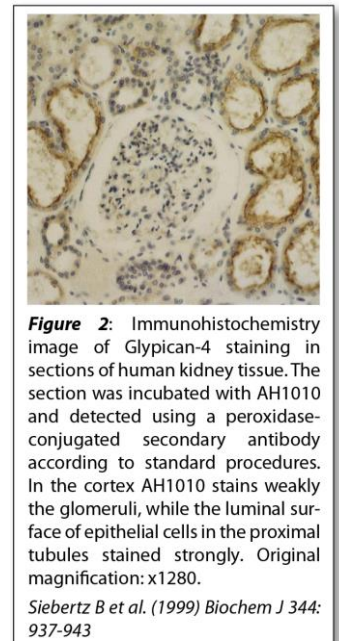 Figure 2: Immunohistochemistry
image of Glypican-4 staining in
sections of human kidney tissue. The
section was incubated with AH1010
and detected using a peroxidase-
conjugated secondary antibody
according to standard procedures.
In the cortex AH1010 stains weakly
the glomeruli, while the luminal sur-
face of epithelial cells in the proximal
tubules stained strongly. Original
magnification: x1280.
Siebertz B et al. (1999) Biochem J 344:
937-943